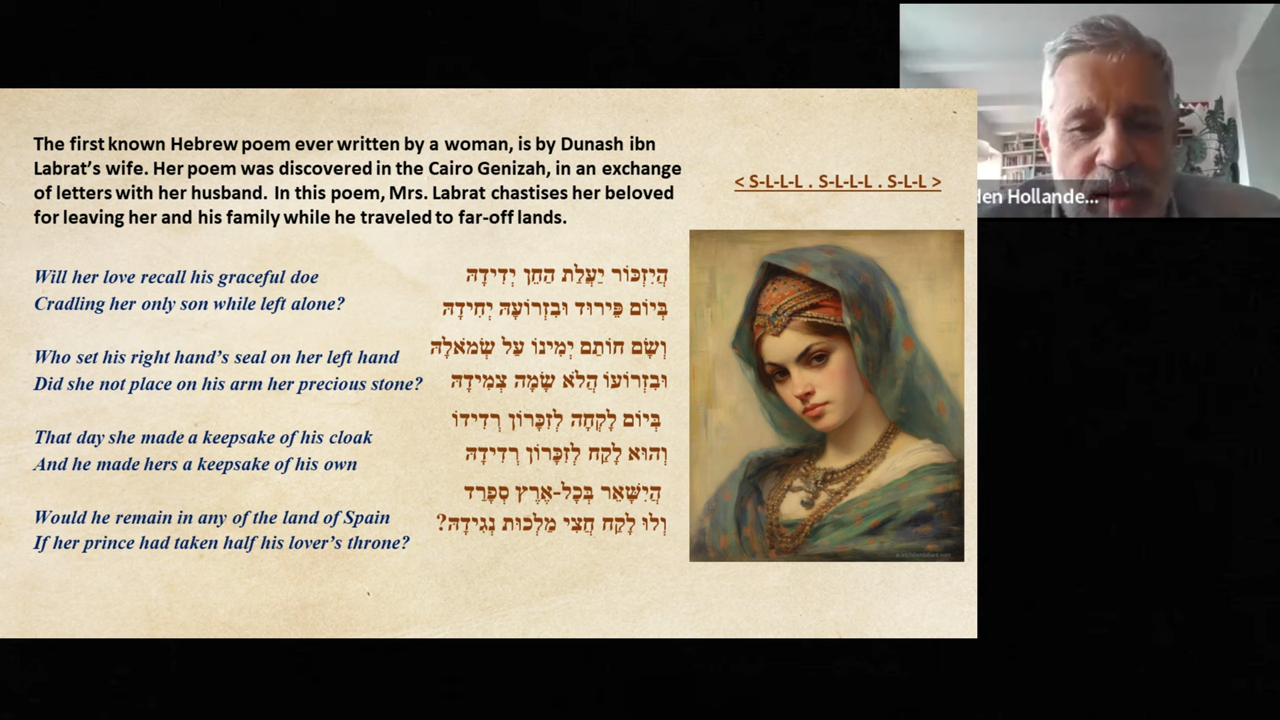 The first known Hebrew poem ever written by a woman, is by Dunash ibn
Labrat's wife. Her poem was discovered in the Cairo Genizah, in an exchange
of letters with her husband. In this poem, Mrs. Labrat chastises her beloved
for leaving her and his family while he traveled to far-off lands.
< S-L-L-L . S-L-L-L . S-L-L >
den Hollande...
Will her love recall his graceful doe
Cradling her only son while left alone?
Who set his right hand's seal on her left hand
Did she not place on his arm her precious stone?
That day she made a keepsake of his cloak
And he made hers a keepsake of his own
Would he remain in any of the land of Spain
If her prince had taken half his lover's throne?
הֲיִזְכּוֹר יַעֲלַת הַחֵן יְדִידָהּ
בְּיוֹם פֵּירוּד וּבִזְרוֹעָהּ יְחִידָהּ
וְשָׂם חוֹתַם יְמִינוֹ עַל שְׂמֹאלָהּ
וּבִזְרוֹעוֹ הֲלֹא שָׂמָה צְמִידָהּ
בְּיוֹם לָקְחָה לְזִכָּרוֹן רְדִידוֹ
וְהוּא לָקַח לְזִכָּרוֹן רְדִידָהּ
הֲיִשָּׁאֵר בְּכָל-אֶרֶץ סְפָרַד
וְלוּ לָקַח חֲצִי מַלְכוּת נְגִידָהּ?